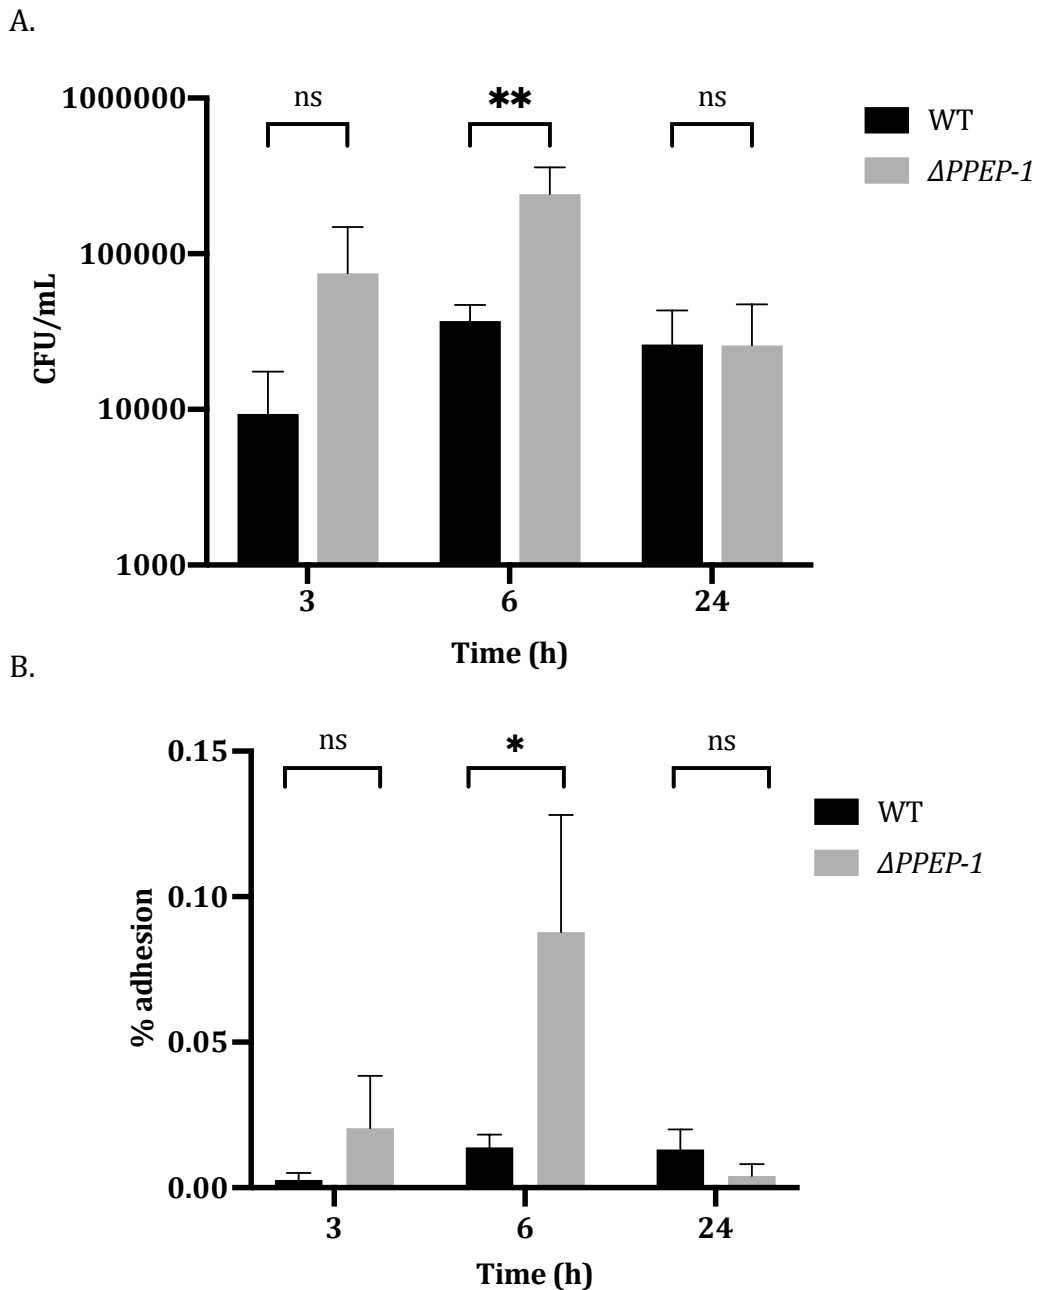 A.
ns
**
ns
WT
ΔPPEP-1
1000000
100000
10000
1000
CFU/mL
3
6
24
Time (h)
B.
ns
*
ns
WT
ΔPPEP-1
0.15
0.10
0.05
0.00
% adhesion
3
6
24
Time (h)